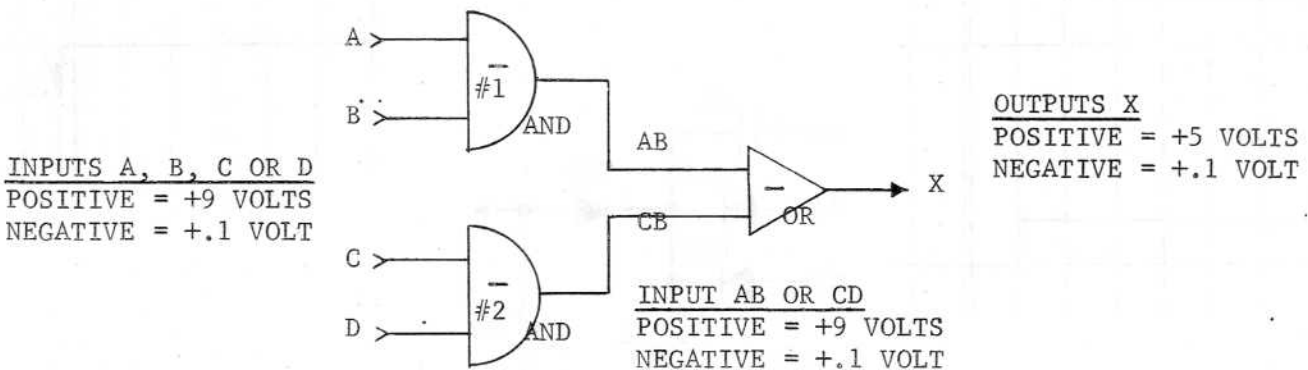 A
#1
B
AND
AB
OUTPUTS X
POSITIVE = +5 VOLTS
NEGATIVE = +.1 VOLT
INPUTS A, B, C OR D
POSITIVE = +9 VOLTS
NEGATIVE = +.1 VOLT
X
OR
CB
C
#2
D
AND
INPUT AB OR CD
POSITIVE = +9 VOLTS
NEGATIVE = +.1 VOLT